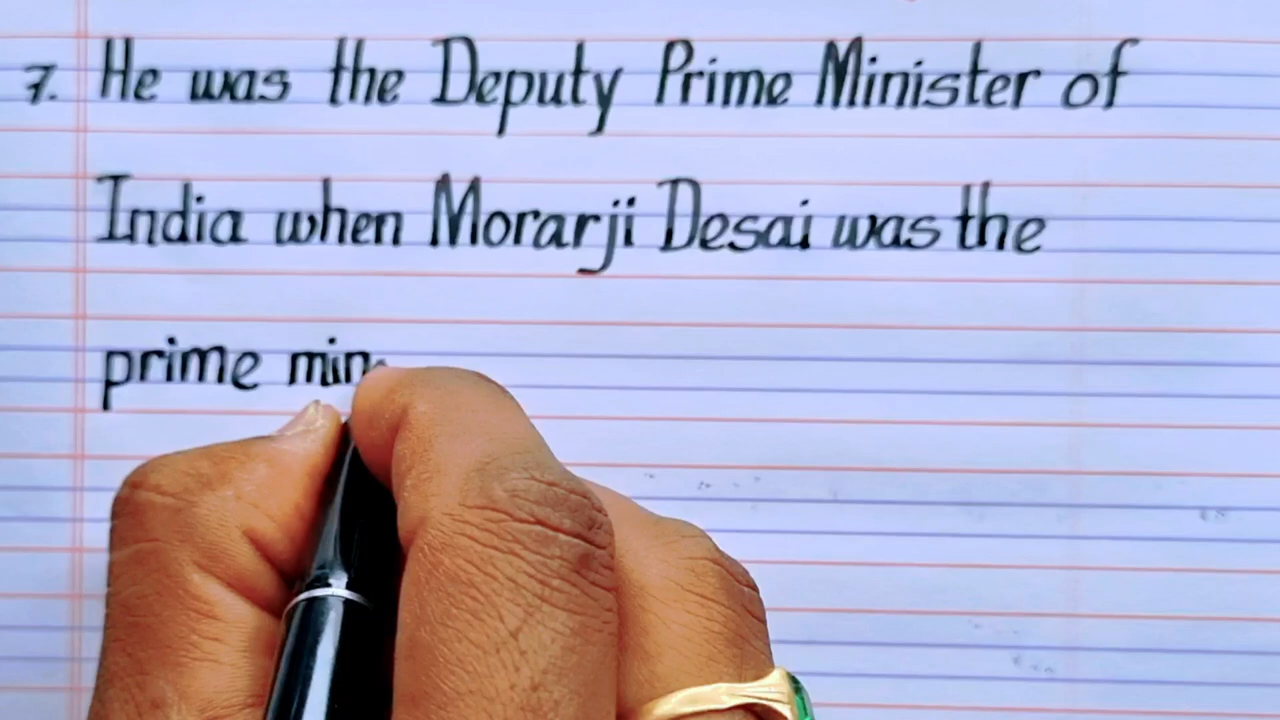 7. He was the Deputy Prime Minister of
India when Morarji Desai was the
prime min